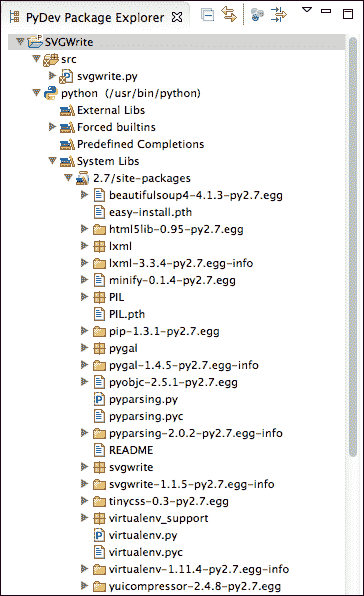 PyDev Package Explorer
SVGWrite
src
svgwrite.py
python (/usr/bin/python)
External Libs
Forced builtins
Predefined Completions
System Libs
2.7/site-packages
beautifulsoup4-4.1.3-py2.7.egg
easy-install.pth
html5lib-0.95-py2.7.egg
lxml
lxml-3.3.4-py2.7.egg-info
minify-0.1.4-py2.7.egg
PIL
PIL.pth
pip-1.3.1-py2.7.egg
pygal
pygal-1.4.5-py2.7.egg-info
pyobjc-2.5.1-py2.7.egg
pyparsing.py
pyparsing.pyc
pyparsing-2.0.2-py2.7.egg-info
README
svgwrite
svgwrite-1.1.5-py2.7.egg-info
tinycss-0.3-py2.7.egg
virtualenv_support
virtualenv.py
virtualenv.pyc
virtualenv-1.11.4-py2.7.egg-info
yuicompressor-2.4.8-py2.7.egg